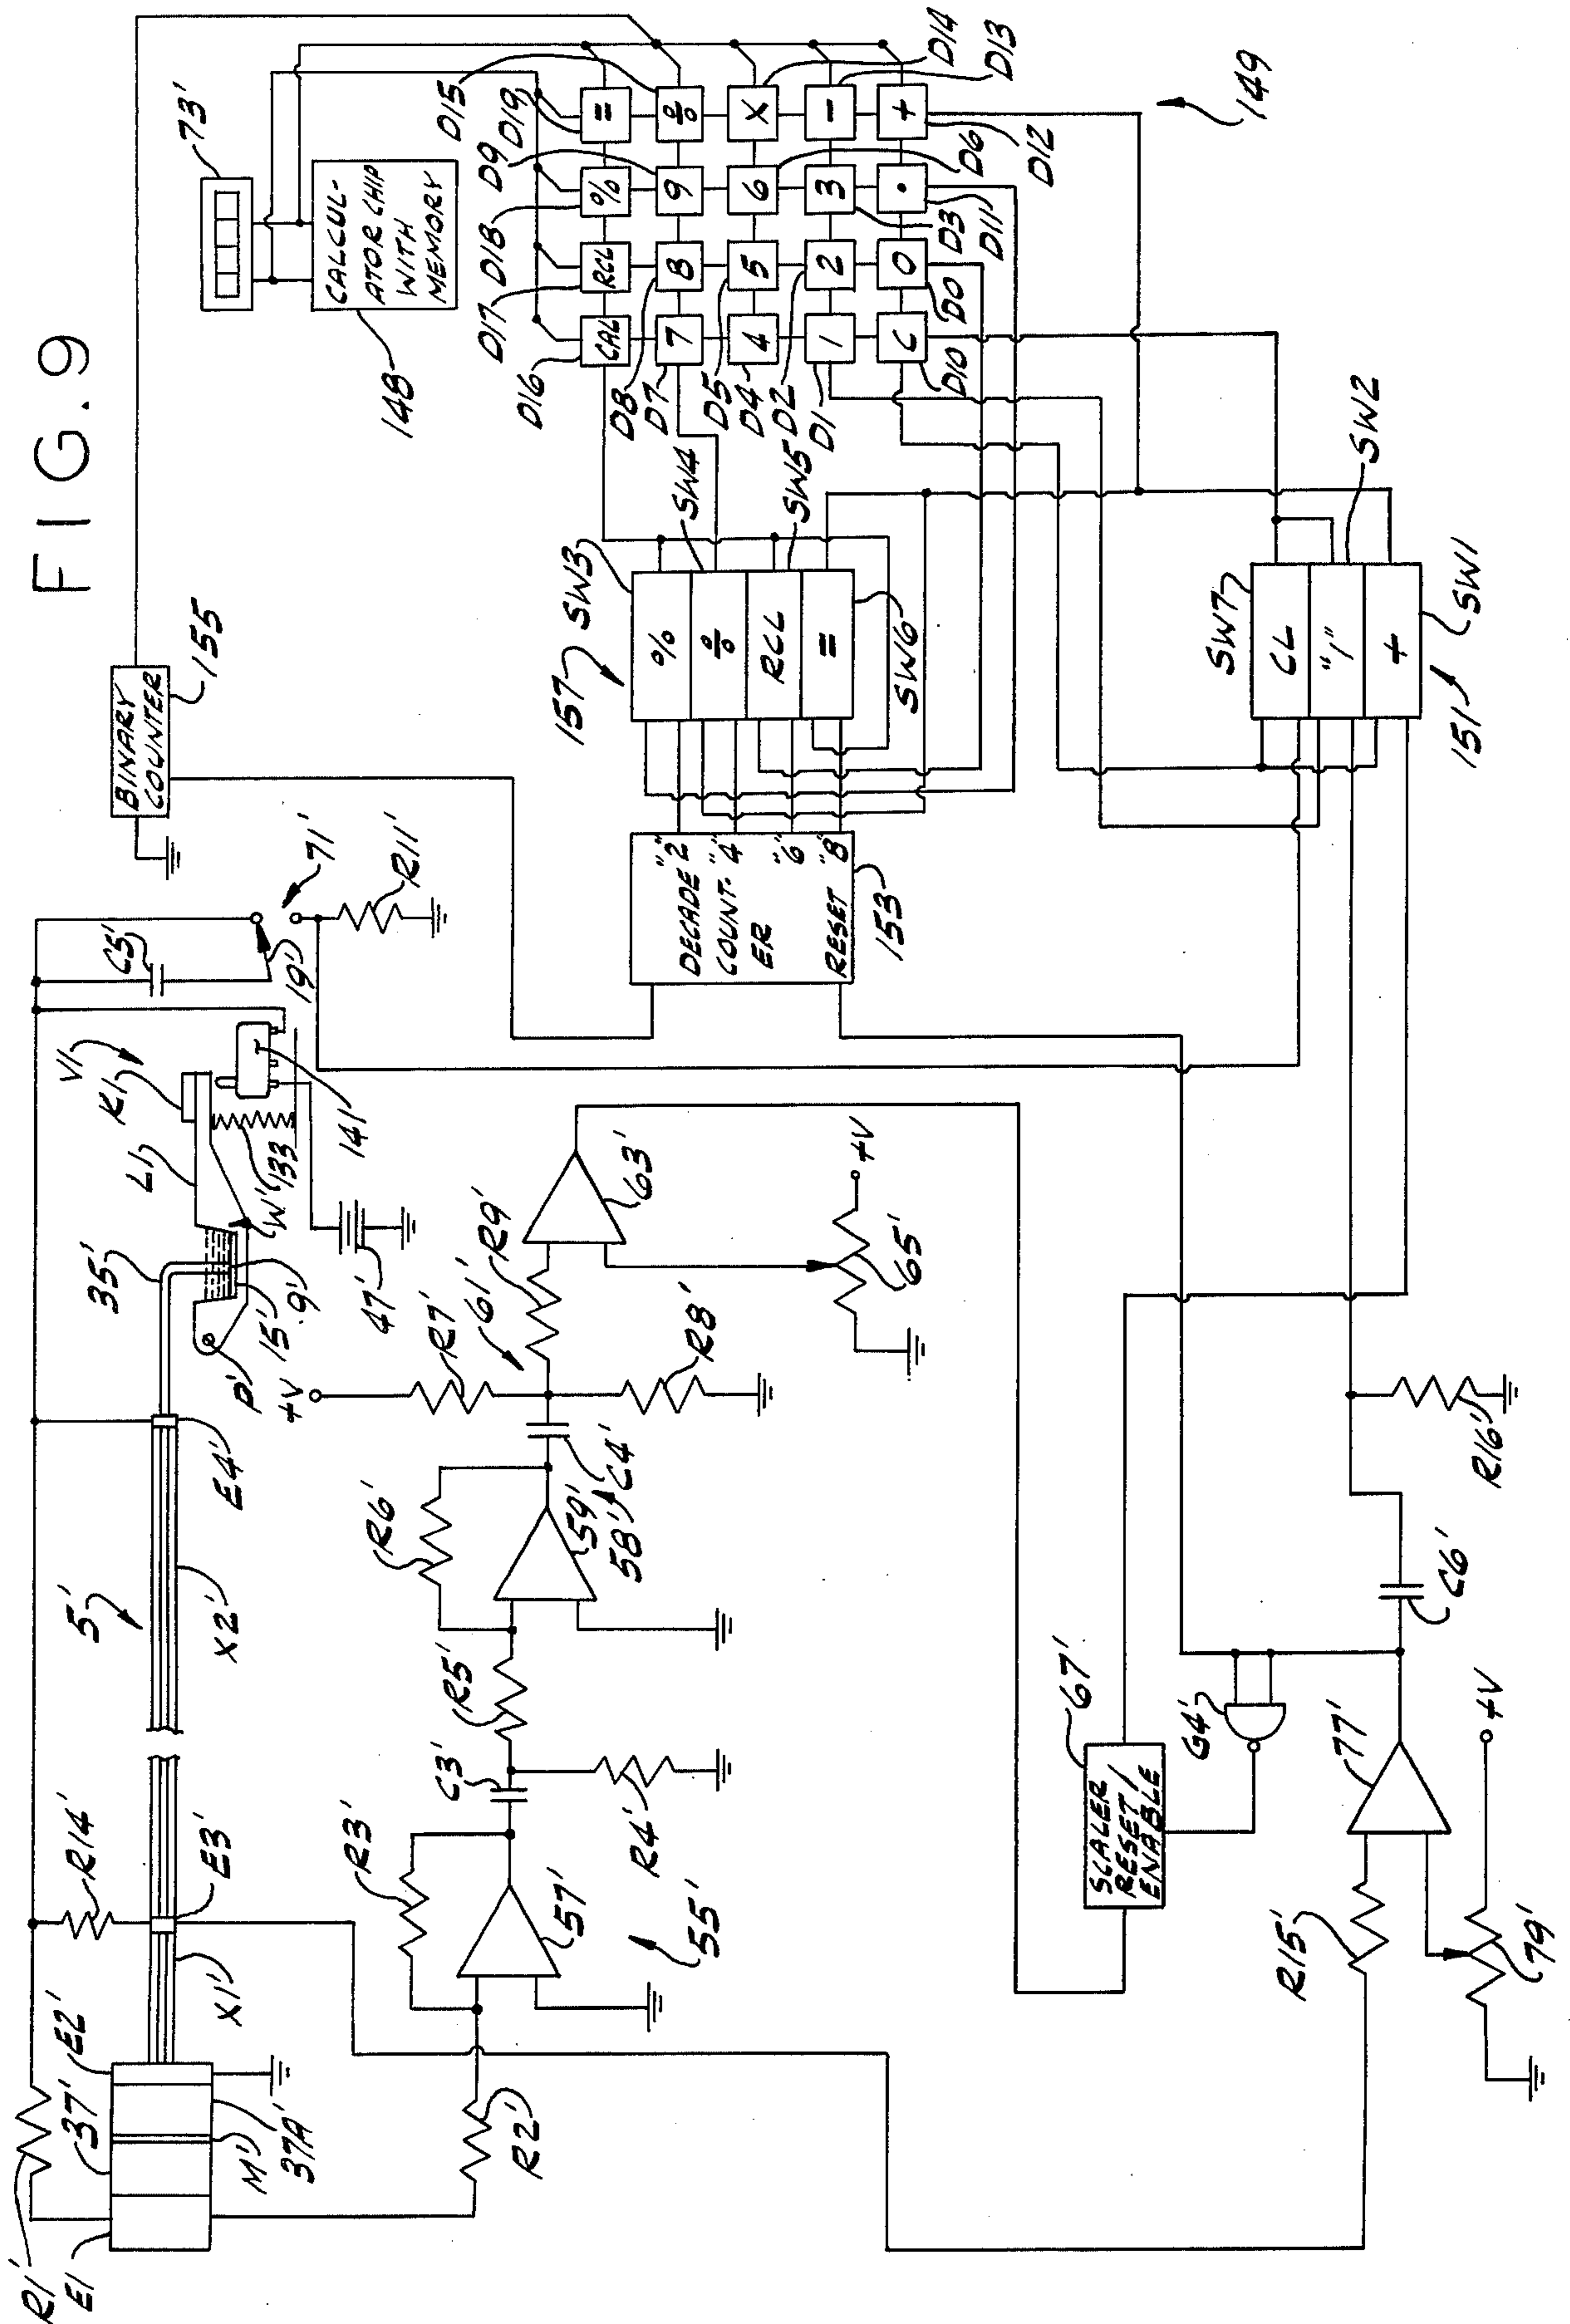 FIG. 9
R1'
E1'
37'
E2'
M'
37A'
X1'
R14'
E3'
5'
X2'
E4'
35'
P'
15'
9'
W'
L1
K1
V1
133
141
47'
C5'
19'
71'
R11'
R2'
R3'
57'
55'
C3'
R4'
R5'
R6'
59'
58'
C4'
+V
R7'
61'
R8'
R9'
63'
65'
+V
BINARY
COUNTER
155
73'
CALCUL-
ATOR CHIP
WITH
MEMORY
148
D16
D17
D18
D9
D19
D15
CAL
RCL
%
=
7
8
9
÷
4
5
6
X
1
2
3
-
C
0
.
+
D8
D7
D5
D4
D2
D1
D10
D0
D3
D11
D6
D12
D14
D13
149
157
SW3
SW4
SW5
SW6
%
÷
RCL
=
DECADE "2"
COUNT- "4"
ER "6"
RESET "8"
153
SW7
CL
"1"
+
SW2
SW1
151
67'
SCALER
RESET/
ENABLE
G4'
77'
R15'
79'
+V
C6'
R16'